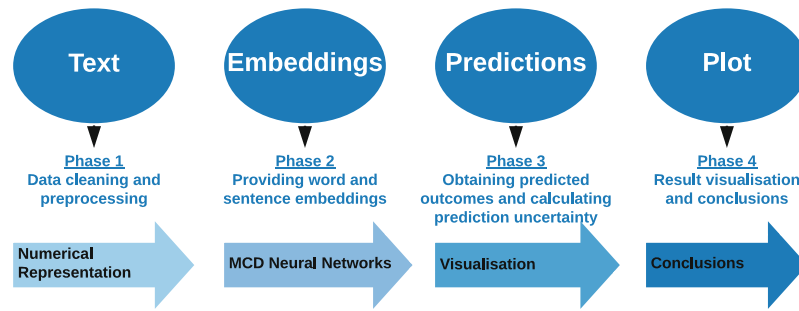 Text
Embeddings
Predictions
Plot
Phase 1
Data cleaning and
preprocessing
Phase 2
Providing word and
sentence embeddings
Phase 3
Obtaining predicted
outcomes and calculating
prediction uncertainty
Phase 4
Result visualisation
and conclusions
Numerical
Representation
MCD Neural Networks
Visualisation
Conclusions